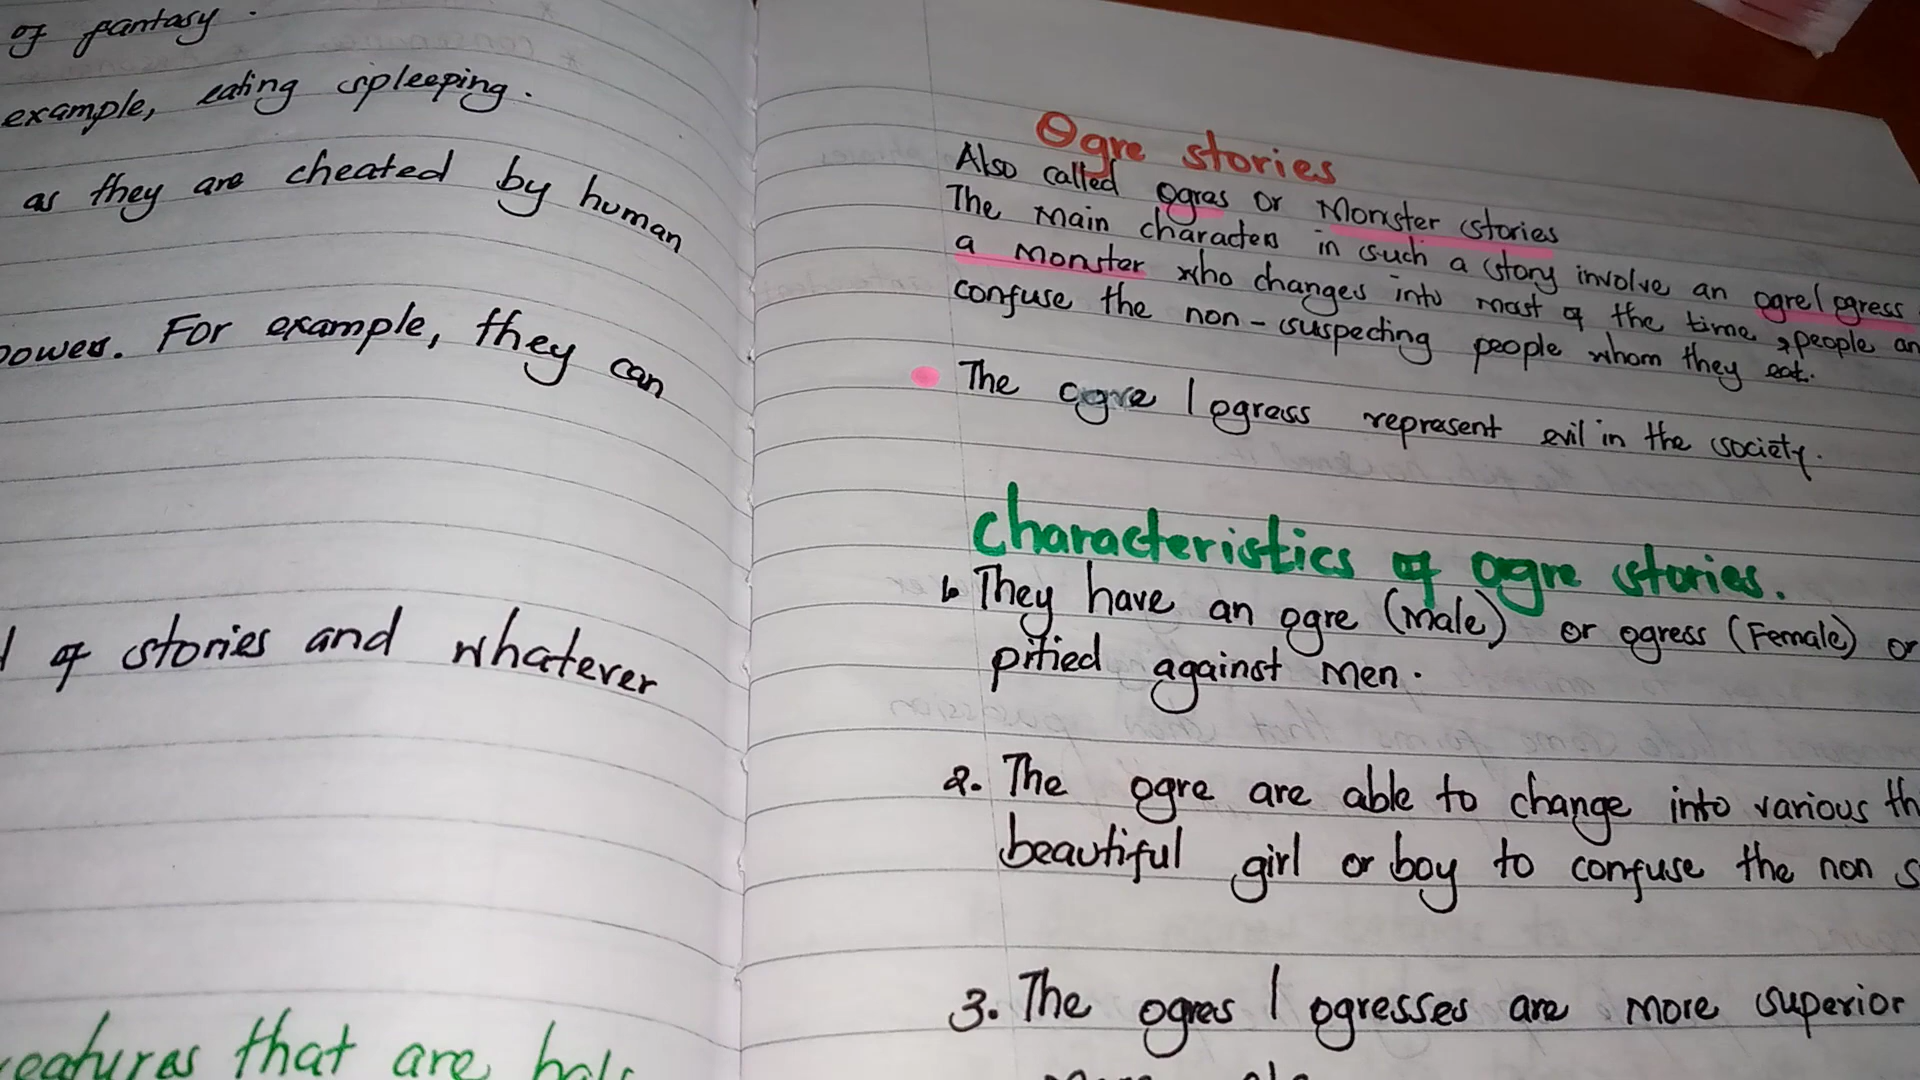 of fantasy.
example, eating spleeping.
as they are cheated by human
powers. For example, they can
of stories and whatever
creatures that are half
Ogre stories
Also called ogres or Monster stories
The main characters in such a story involve an ogre/ogress
a monster who changes into most of the time, people an
confuse the non-suspecting people whom they eat.
The ogre/ogress represent evil in the society.
Characteristics of ogre stories.
1. They have an ogre (male) or ogress (Female) or
pitied against men.
2. The ogre are able to change into various th
beautiful girl or boy to confuse the non s
3. The ogres / ogresses are more superior